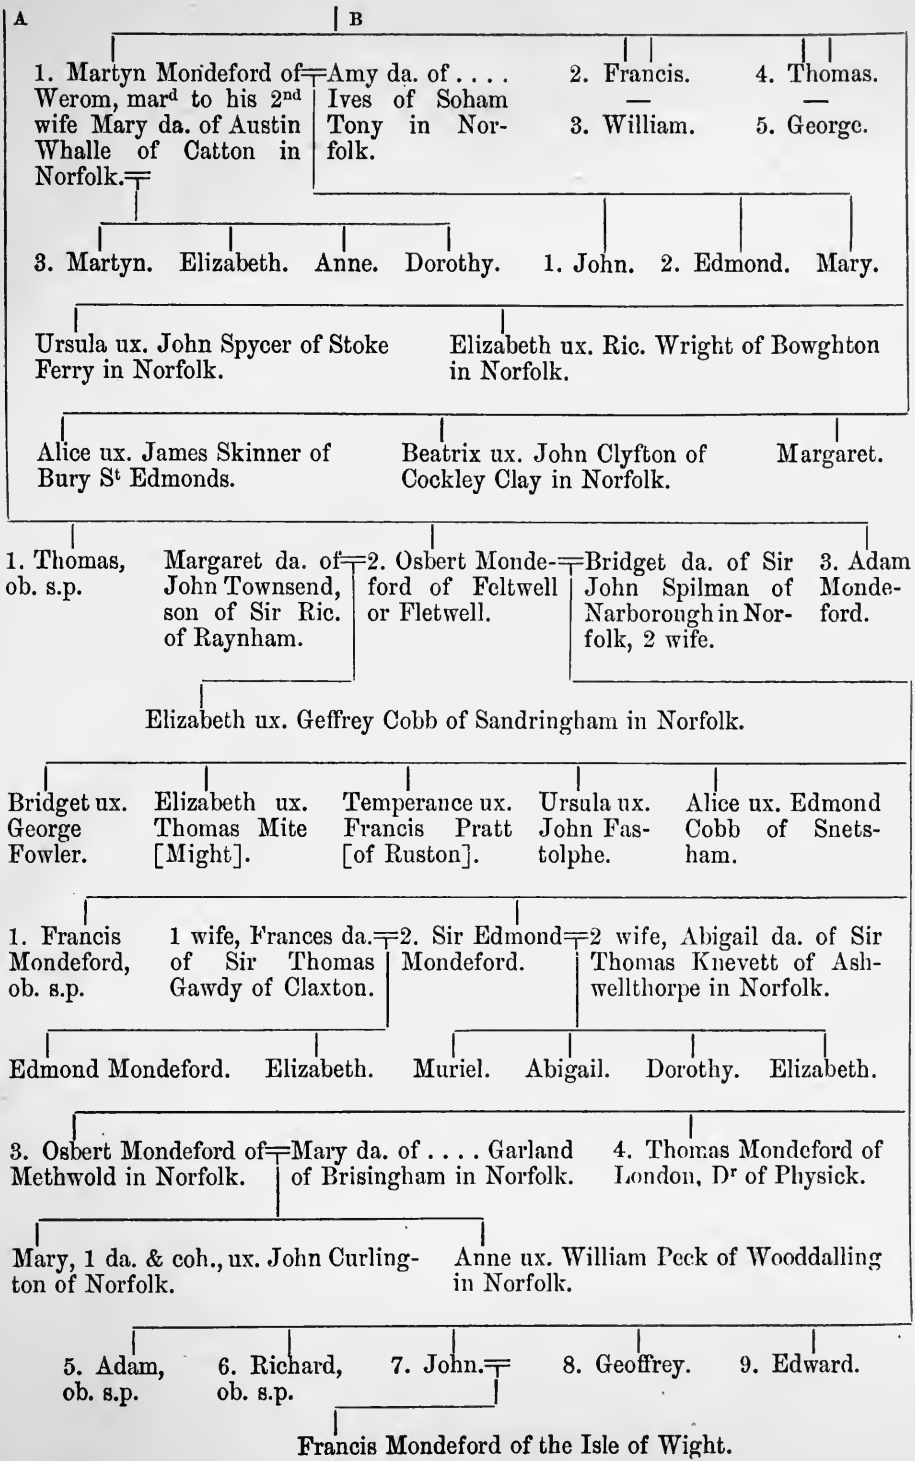 A
B
1. Martyn Mondeford of Werom, mard to his 2nd wife Mary da. of Austin Whalle of Catton in Norfolk.
Amy da. of . . . . Ives of Soham Tony in Norfolk.
2. Francis.
4. Thomas.
3. William.
5. George.
3. Martyn. Elizabeth. Anne. Dorothy. 1. John. 2. Edmond. Mary.
Ursula ux. John Spycer of Stoke
Ferry in Norfolk.
Elizabeth ux. Ric. Wright of Bowghton
in Norfolk.
Alice ux. James Skinner of
Bury St Edmonds.
Beatrix ux. John Clyfton of
Cockley Clay in Norfolk.
Margaret.
1. Thomas,
ob. s.p.
Margaret da. of
John Townsend,
son of Sir Ric.
of Raynham.
2. Osbert Monde-
ford of Feltwell
or Fletwell.
Bridget da. of Sir
John Spilman of
Narborough in Nor-
folk, 2 wife.
3. Adam
Monde-
ford.
Elizabeth ux. Geffrey Cobb of Sandringham in Norfolk.
Bridget ux.
George
Fowler.
Elizabeth ux.
Thomas Mite
[Might].
Temperance ux.
Francis Pratt
[of Ruston].
Ursula ux.
John Fas-
tolphe.
Alice ux. Edmond
Cobb of Snets-
ham.
1. Francis
Mondeford,
ob. s.p.
1 wife, Frances da.
of Sir Thomas
Gawdy of Claxton.
2. Sir Edmond
Mondeford.
2 wife, Abigail da. of Sir
Thomas Knevett of Ash-
wellthorpe in Norfolk.
Edmond Mondeford. Elizabeth. Muriel. Abigail. Dorothy. Elizabeth.
3. Osbert Mondeford of
Methwold in Norfolk.
Mary da. of . . . . Garland
of Brisingham in Norfolk.
4. Thomas Mondeford of
London, Dr of Physick.
Mary, 1 da. & coh., ux. John Curling-
ton of Norfolk.
Anne ux. William Peck of Wooddalling
in Norfolk.
5. Adam,
ob. s.p.
6. Richard,
ob. s.p.
7. John.
8. Geoffrey.
9. Edward.
Francis Mondeford of the Isle of Wight.